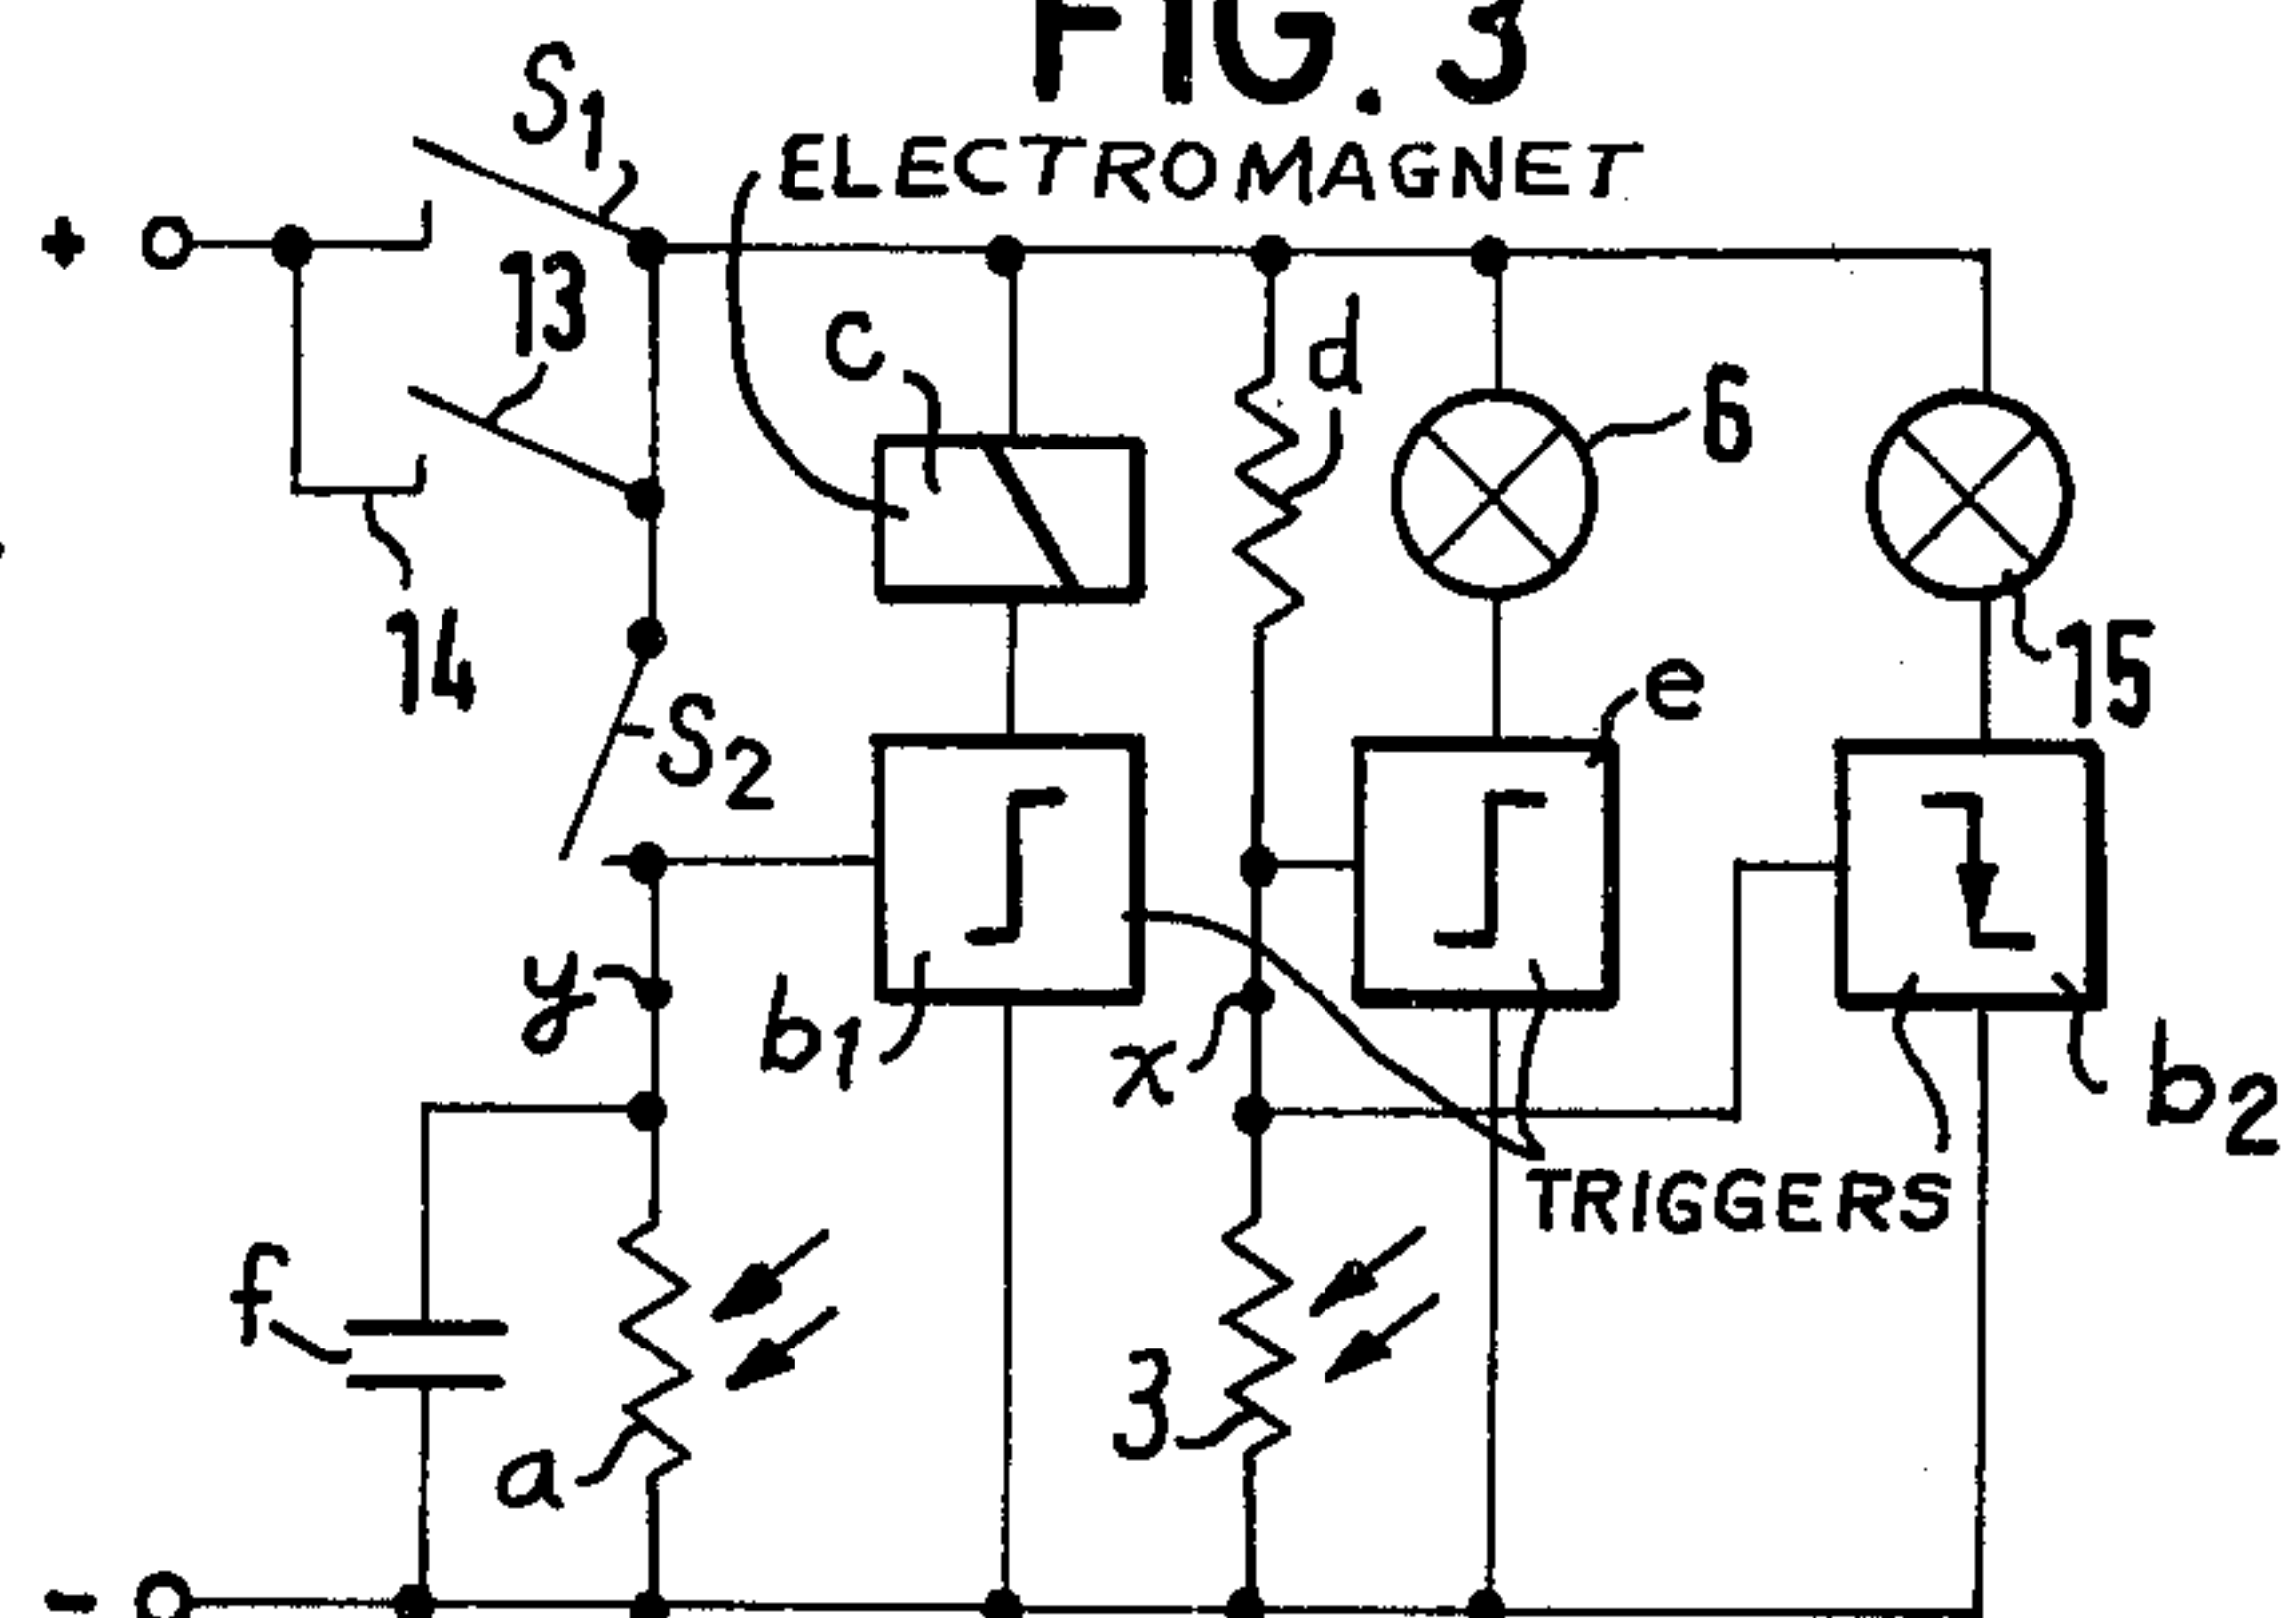 FIG. 3
S1
ELECTROMAGNET
+
13
c
d
6
14
S2
e
15
y
b1
x
b2
TRIGGERS
f
3
a
-